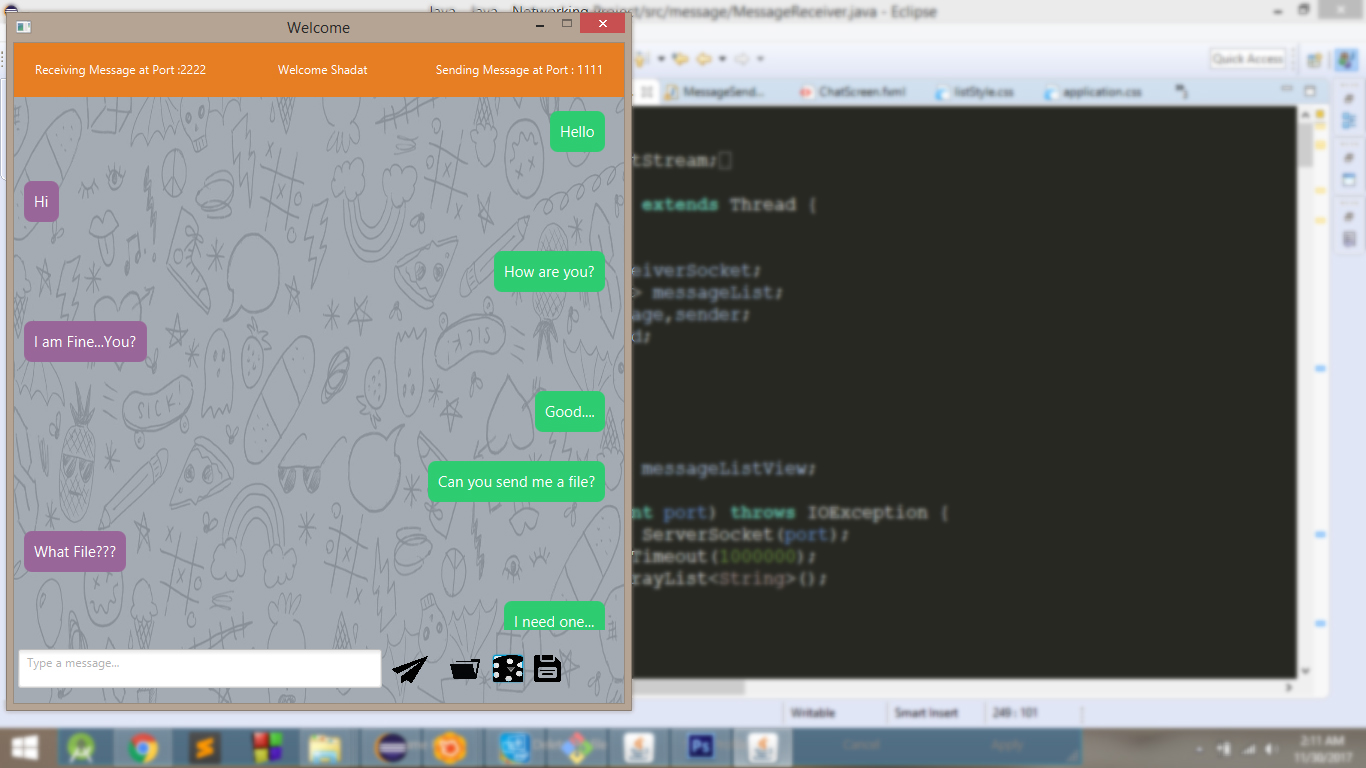 Java - Java - Networking Project/src/message/MessageReceiver.java - Eclipse
Welcome
Receiving Message at Port :2222
Welcome Shadat
Sending Message at Port : 1111
Quick Access
MessageSend...
ChatScreen.fxml
listStyle.css
application.css
Hello
Hi
How are you?
I am Fine...You?
Good....
Can you send me a file?
What File???
I need one...
Type a message...
SICK
SICK
tStream;
extends Thread {
eiverSocket;
> messageList;
age,sender;
d;
messageListView;
nt port) throws IOException {
ServerSocket(port);
Timeout(1000000);
rayList<String>();
Writable
Smart Insert
249 : 101
Ps
Cancel
Apply
2:11 AM
11/30/2017